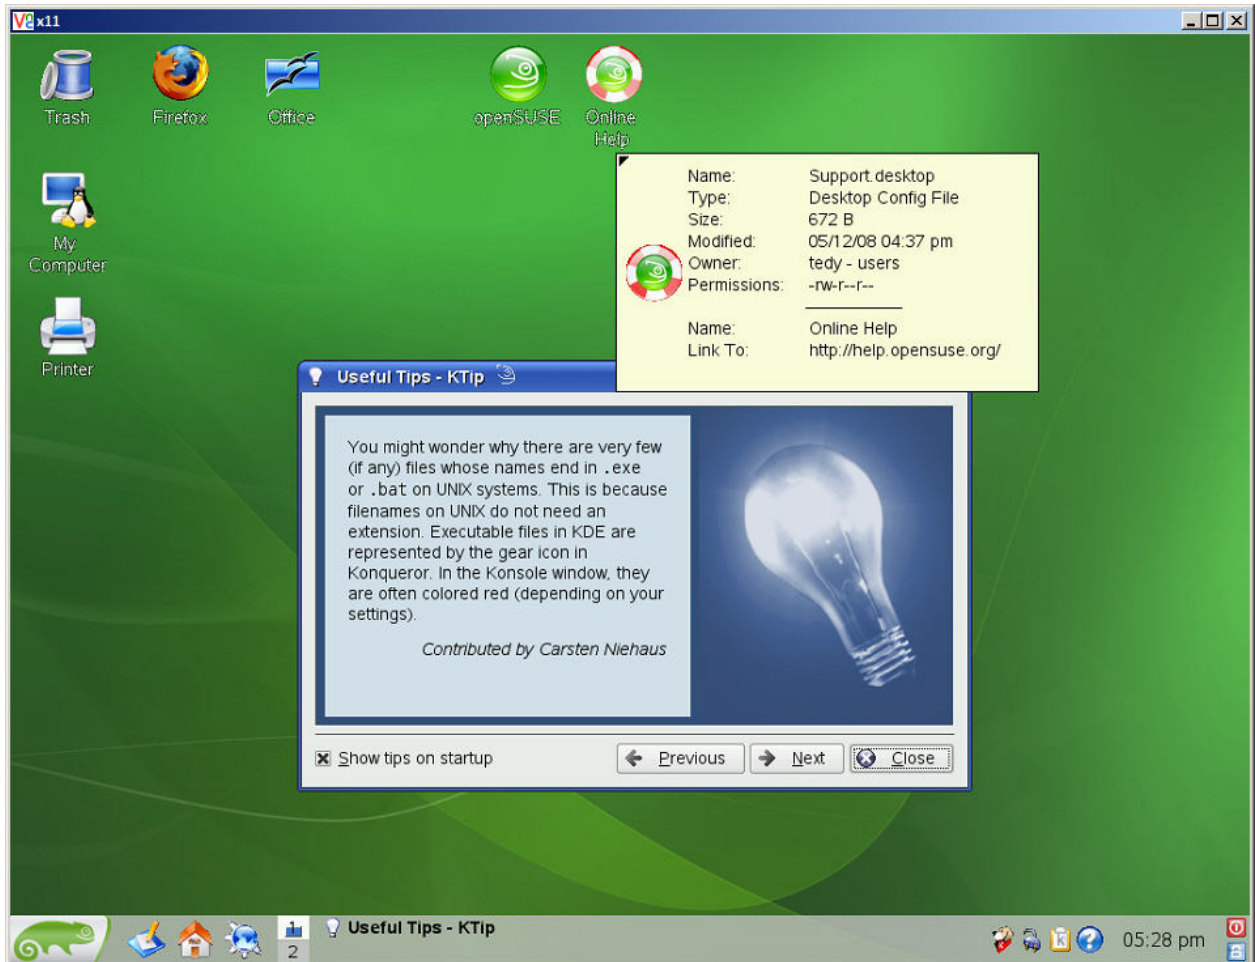 x11
Trash
Firefox
Office
openSUSE
Online
Help
My
Computer
Printer
Name: Support.desktop
Type: Desktop Config File
Size: 672 B
Modified: 05/12/08 04:37 pm
Owner: tedy - users
Permissions: -rw-r--r--
Name: Online Help
Link To: http://help.opensuse.org/
Useful Tips - KTip
You might wonder why there are very few
(if any) files whose names end in .exe
or .bat on UNIX systems. This is because
filenames on UNIX do not need an
extension. Executable files in KDE are
represented by the gear icon in
Konqueror. In the Konsole window, they
are often colored red (depending on your
settings).
Contributed by Carsten Niehaus
Show tips on startup
Previous
Next
Close
1
2
Useful Tips - KTip
05:28 pm